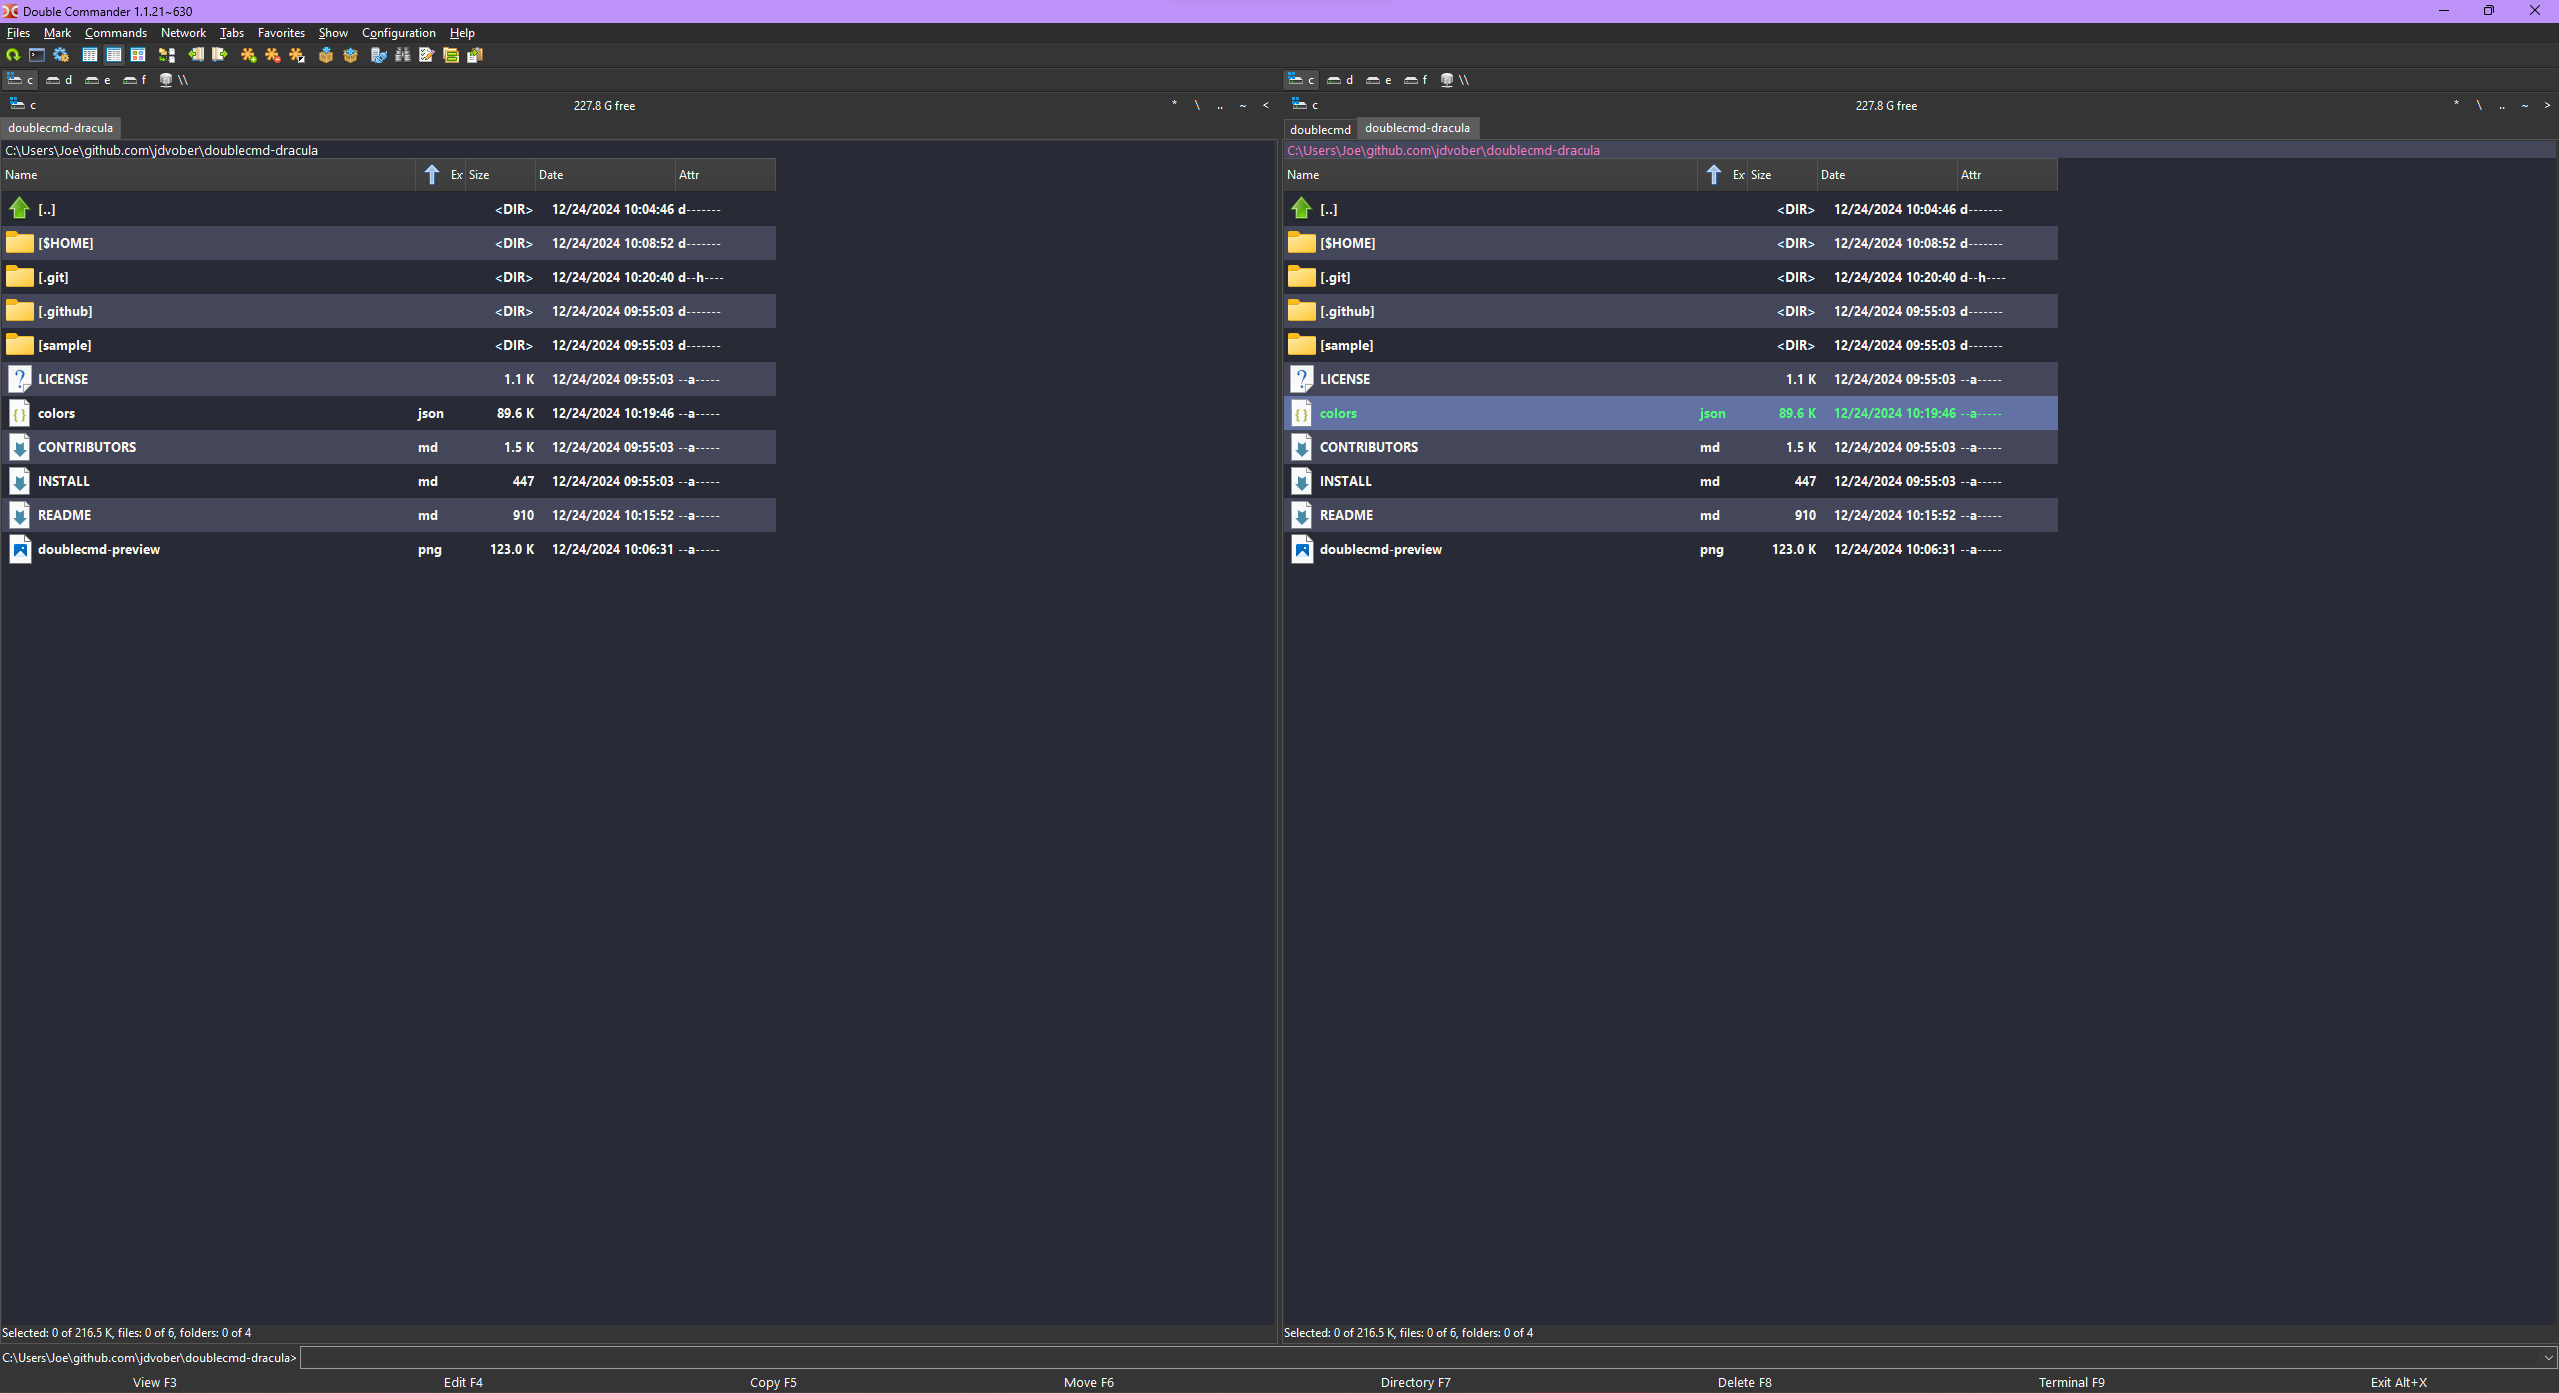 Double Commander 1.1.21~630
Files Mark Commands Network Tabs Favorites Show Configuration Help
c d e f \\
c 227.8 G free * \ .. ~ <
doublecmd-dracula
C:\Users\Joe\github.com\jdvober\doublecmd-dracula
Name Ex Size Date Attr
[..] <DIR> 12/24/2024 10:04:46 d-------
[$HOME] <DIR> 12/24/2024 10:08:52 d-------
[.git] <DIR> 12/24/2024 10:20:40 d--h----
[.github] <DIR> 12/24/2024 09:55:03 d-------
[sample] <DIR> 12/24/2024 09:55:03 d-------
LICENSE 1.1 K 12/24/2024 09:55:03 --a-----
colors json 89.6 K 12/24/2024 10:19:46 --a-----
CONTRIBUTORS md 1.5 K 12/24/2024 09:55:03 --a-----
INSTALL md 447 12/24/2024 09:55:03 --a-----
README md 910 12/24/2024 10:15:52 --a-----
doublecmd-preview png 123.0 K 12/24/2024 10:06:31 --a-----
Selected: 0 of 216.5 K, files: 0 of 6, folders: 0 of 4
c d e f \\
c 227.8 G free * \ .. ~ >
doublecmd doublecmd-dracula
C:\Users\Joe\github.com\jdvober\doublecmd-dracula
Name Ex Size Date Attr
[..] <DIR> 12/24/2024 10:04:46 d-------
[$HOME] <DIR> 12/24/2024 10:08:52 d-------
[.git] <DIR> 12/24/2024 10:20:40 d--h----
[.github] <DIR> 12/24/2024 09:55:03 d-------
[sample] <DIR> 12/24/2024 09:55:03 d-------
LICENSE 1.1 K 12/24/2024 09:55:03 --a-----
colors json 89.6 K 12/24/2024 10:19:46 --a-----
CONTRIBUTORS md 1.5 K 12/24/2024 09:55:03 --a-----
INSTALL md 447 12/24/2024 09:55:03 --a-----
README md 910 12/24/2024 10:15:52 --a-----
doublecmd-preview png 123.0 K 12/24/2024 10:06:31 --a-----
Selected: 0 of 216.5 K, files: 0 of 6, folders: 0 of 4
C:\Users\Joe\github.com\jdvober\doublecmd-dracula>
View F3 Edit F4 Copy F5 Move F6 Directory F7 Delete F8 Terminal F9 Exit Alt+X